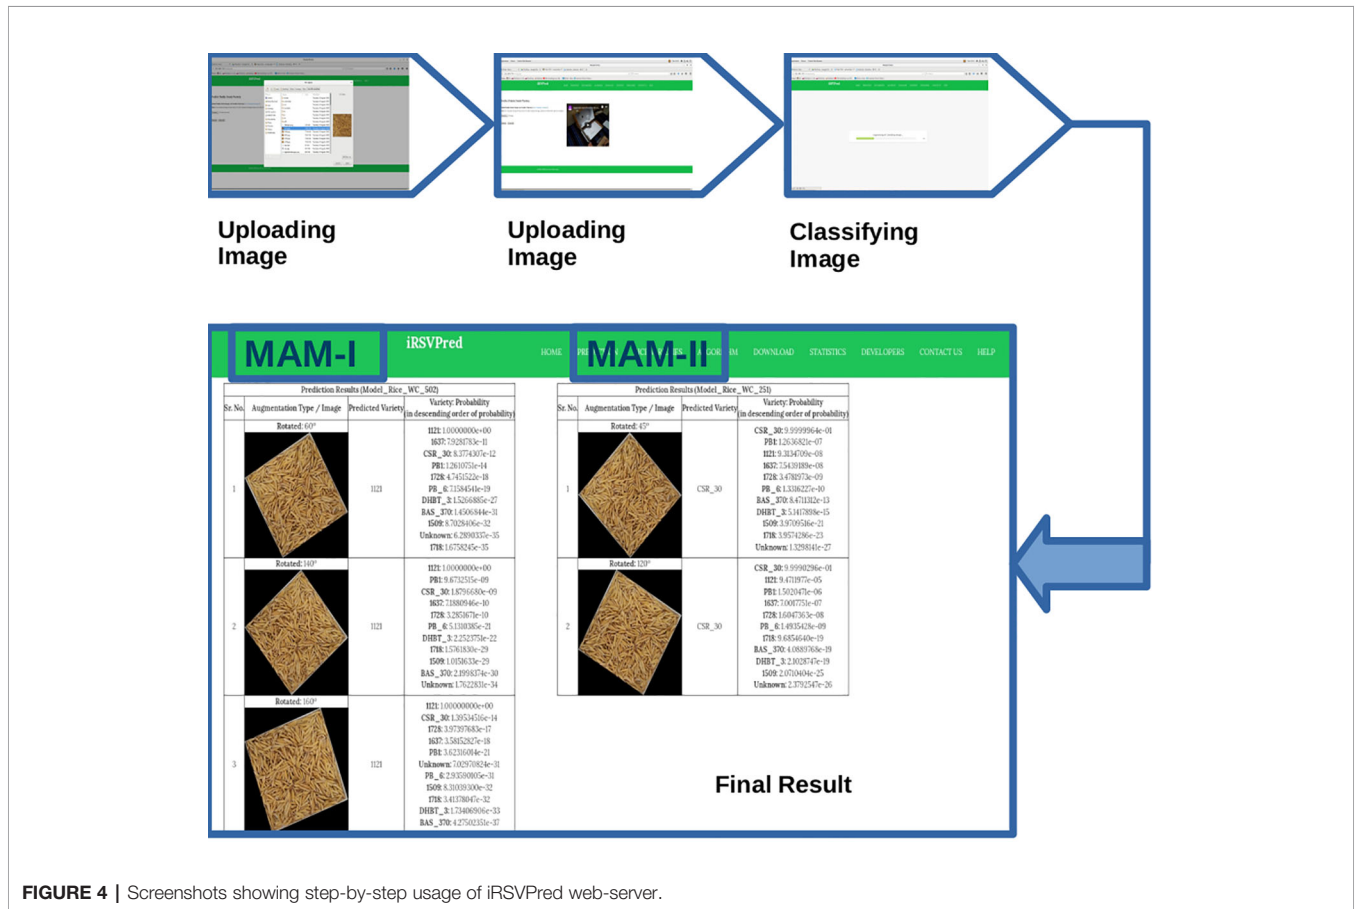 Uploading
Image
Uploading
Image
Classifying
Image
MAM-I
iRSVPred
MAM-II
HOME
DOWNLOAD
STATISTICS
DEVELOPERS
CONTACT US
HELP
Prediction Results (Model_Rice_WC_502)
Sr. No.
Augmentation Type / Image
Predicted Variety
Variety: Probability
(in descending order of probability)
1
Rotated: 60°
1121
1121: 1.0000000e+00
1637: 7.9281783e-11
CSR_30: 8.3774307e-12
PB1: 1.2610751e-14
1728: 4.7451522e-18
PB_6: 7.1584541e-19
DHBT_3: 1.5266885e-27
BAS_370: 1.4506844e-31
1509: 8.7028406e-32
Unknown: 6.2890337e-35
1718: 1.6758245e-35
2
Rotated: 140°
1121
1121: 1.0000000e+00
PB1: 9.6732515e-09
CSR_30: 1.8796680e-09
1637: 7.1880946e-10
1728: 3.2851671e-10
PB_6: 5.1310385e-21
DHBT_3: 2.2523751e-22
1718: 1.5761830e-29
1509: 1.0151633e-29
BAS_370: 2.1998374e-30
Unknown: 1.7622831e-34
3
Rotated: 160°
1121
1121: 1.00000000e+00
CSR_30: 1.39534516e-14
1728: 3.97397683e-17
1637: 3.58152827e-18
PB1: 3.62316014e-21
Unknown: 7.02970824e-31
PB_6: 2.93590105e-31
1509: 8.31039300e-32
1718: 3.41378047e-32
DHBT_3: 1.73406906e-33
BAS_370: 4.27502351e-37
Prediction Results (Model_Rice_WC_251)
Sr. No.
Augmentation Type / Image
Predicted Variety
Variety: Probability
(in descending order of probability)
1
Rotated: 45°
CSR_30
CSR_30: 9.9999964e-01
PB1: 1.2636821e-07
1121: 9.3134709e-08
1637: 7.5439189e-08
1728: 3.4781973e-09
PB_6: 1.3316227e-10
BAS_370: 8.4711312e-13
DHBT_3: 5.1417898e-15
1509: 3.9709516e-21
1718: 3.9574286e-23
Unknown: 1.3298141e-27
2
Rotated: 120°
CSR_30
CSR_30: 9.9990296e-01
1121: 9.4711977e-05
PB1: 1.5020471e-06
1637: 7.0017751e-07
1728: 1.6047363e-08
PB_6: 1.4935428e-09
1718: 9.6854640e-19
BAS_370: 4.0889768e-19
DHBT_3: 2.1028747e-19
1509: 2.0710404e-25
Unknown: 2.3792547e-26
Final Result
FIGURE 4 | Screenshots showing step-by-step usage of iRSVPred web-server.